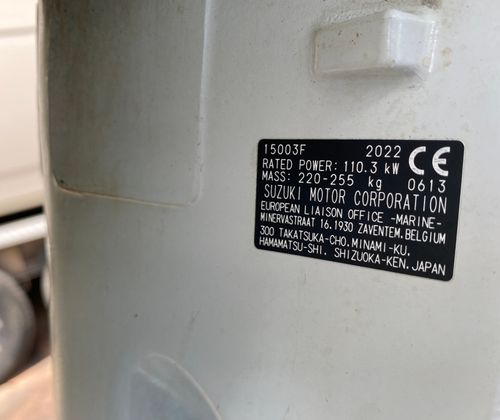 15003F 2022 CE
RATED POWER: 110.3 kW
MASS: 220-255 kg 0613
SUZUKI MOTOR CORPORATION
EUROPEAN LIAISON OFFICE -MARINE-
MINERVASTRAAT 16.1930 ZAVENTEM.BELGIUM
300 TAKATSUKA-CHO.MINAMI-KU.
HAMAMATSU-SHI. SHIZUOKA-KEN.JAPAN